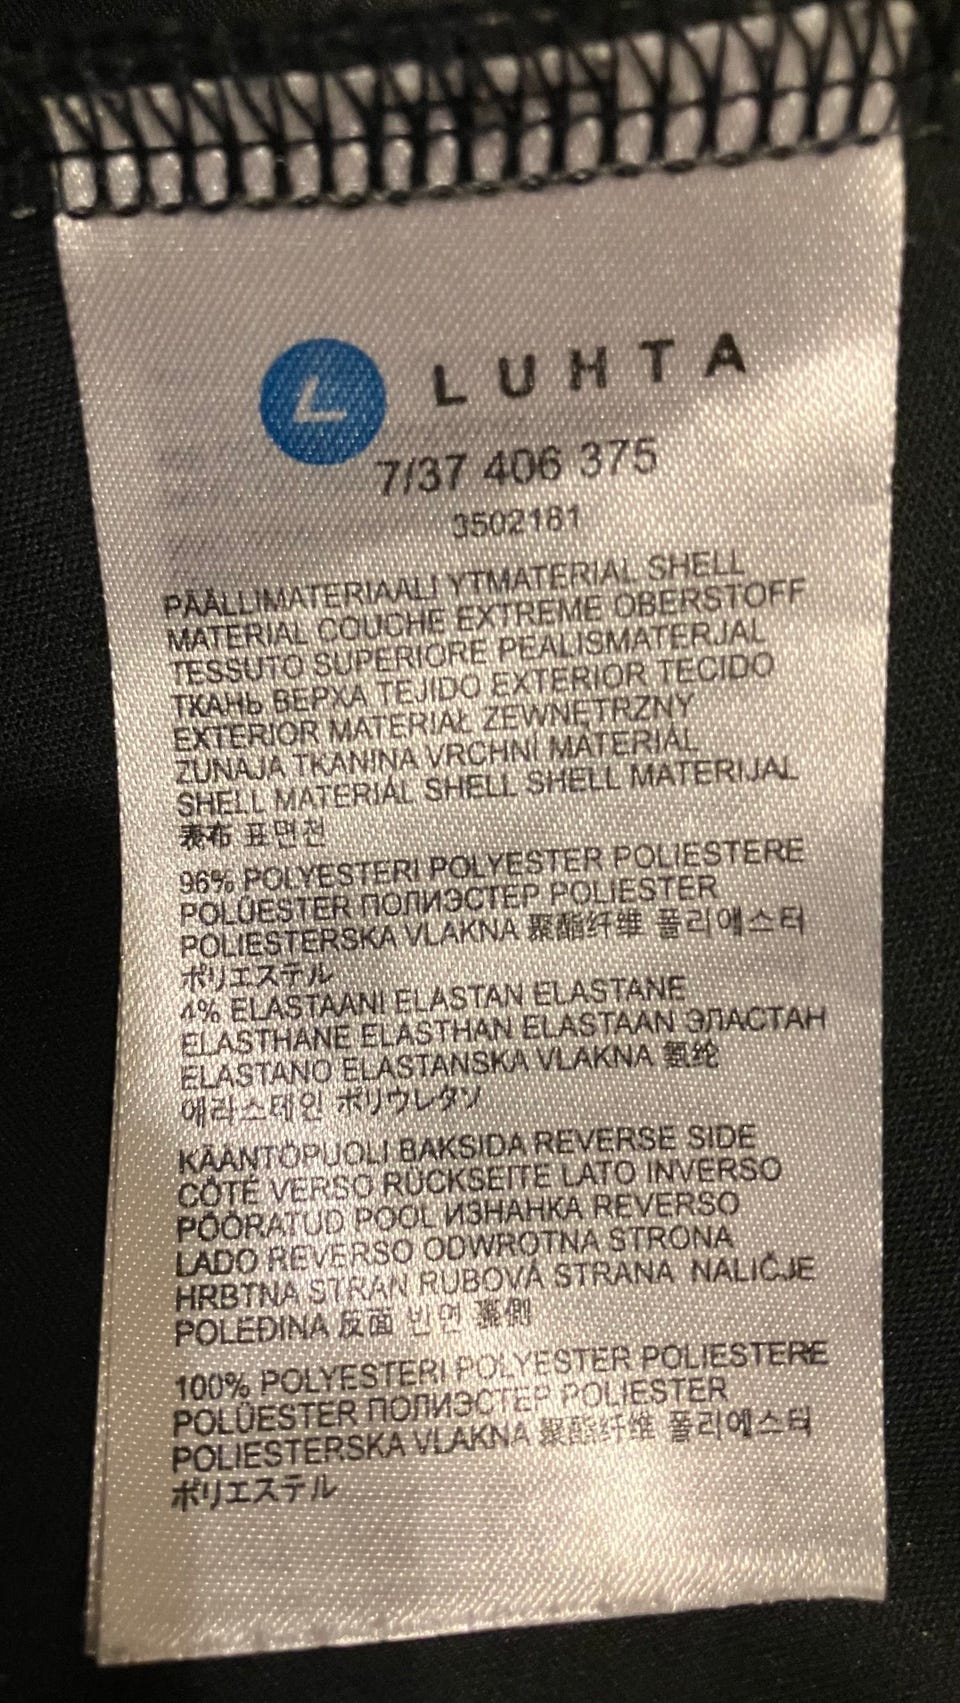 L LUHTA
7/37 406 375
3502181
PÄÄLLIMATERIAALI YTMATERIAL SHELL
MATERIAL COUCHE EXTREME OBERSTOFF
TESSUTO SUPERIORE PEALISMATERJAL
ТКАНЬ ВЕРХА TEJIDO EXTERIOR TECIDO
EXTERIOR MATERIAŁ ZEWNĘTRZNY
ZUNAJA TKANINA VRCHNÍ MATERIÁL
SHELL MATERIÁL SHELL SHELL MATERIJAL
表布 표면천
96% POLYESTERI POLYESTER POLIESTERE
POLÜESTER ПОЛИЭСТЕР POLIESTER
POLIESTERSKA VLAKNA 聚酯纤维 폴리에스터
ポリエステル
4% ELASTAANI ELASTAN ELASTANE
ELASTHANE ELASTHAN ELASTAAN ЭЛАСТАН
ELASTANO ELASTANSKA VLAKNA 氨纶
애라스테인 ポリウレタソ
KÄÄNTÖPUOLI BAKSIDA REVERSE SIDE
CÔTÉ VERSO RÜCKSEITE LATO INVERSO
PÖÖRATUD POOL ИЗНАНКА REVERSO
LADO REVERSO ODWROTNA STRONA
HRBTNA STRAN RUBOVÁ STRANA NALIČJE
POLEĐINA 反面 반면 裏側
100% POLYESTERI POLYESTER POLIESTERE
POLÜESTER ПОЛИЭСТЕР POLIESTER
POLIESTERSKA VLAKNA 聚酯纤维 폴리에스터
ポリエステル